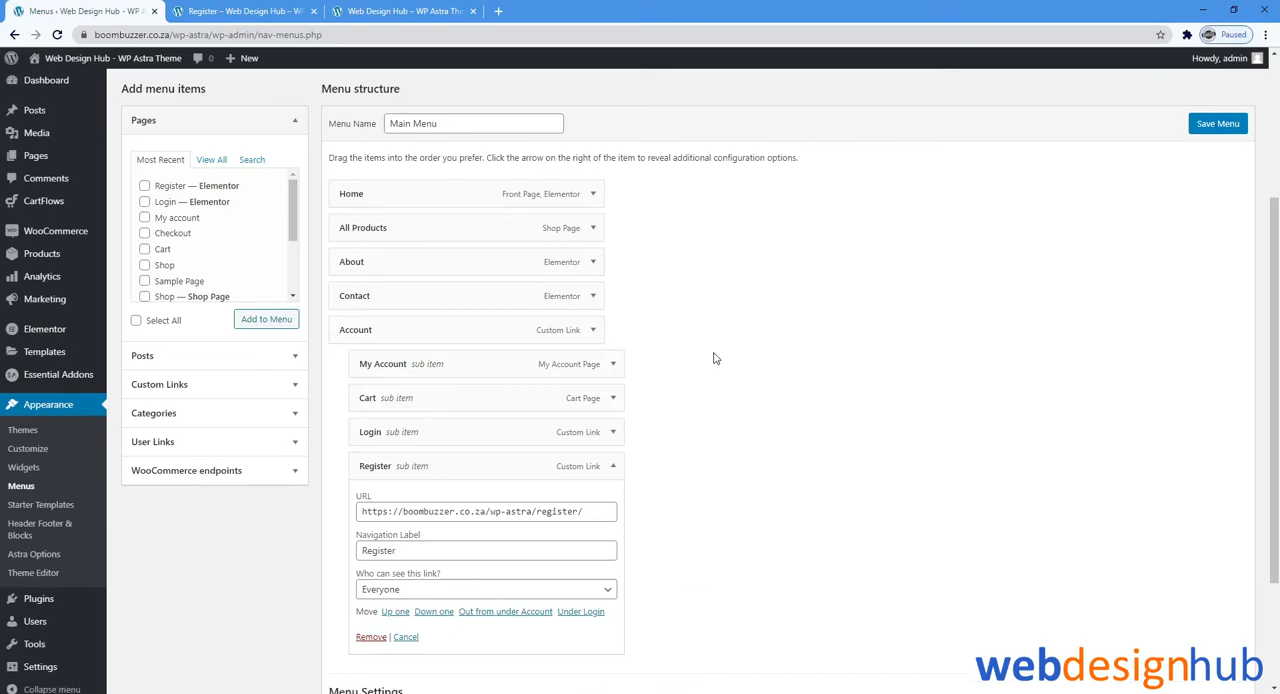 Menus ‹ Web Design Hub - WP A
Register – Web Design Hub – W
Web Design Hub – WP Astra The
boombuzzer.co.za/wp-astra/wp-admin/nav-menus.php
Paused
Web Design Hub - WP Astra Theme
0
New
Howdy, admin
Dashboard
Posts
Media
Pages
Comments
CartFlows
WooCommerce
Products
Analytics
Marketing
Elementor
Templates
Essential Addons
Appearance
Themes
Customize
Widgets
Menus
Starter Templates
Header Footer &
Blocks
Astra Options
Theme Editor
Plugins
Users
Tools
Settings
Collapse menu
Add menu items
Pages
Most Recent View All Search
Register — Elementor
Login — Elementor
My account
Checkout
Cart
Shop
Sample Page
Shop — Shop Page
Select All
Add to Menu
Posts
Custom Links
Categories
User Links
WooCommerce endpoints
Menu structure
Menu Name Main Menu
Save Menu
Drag the items into the order you prefer. Click the arrow on the right of the item to reveal additional configuration options.
Home Front Page, Elementor
All Products Shop Page
About Elementor
Contact Elementor
Account Custom Link
My Account sub item My Account Page
Cart sub item Cart Page
Login sub item Custom Link
Register sub item Custom Link
URL
https://boombuzzer.co.za/wp-astra/register/
Navigation Label
Register
Who can see this link?
Everyone
Move Up one Down one Out from under Account Under Login
Remove | Cancel
Menu Settings
webdesignhub